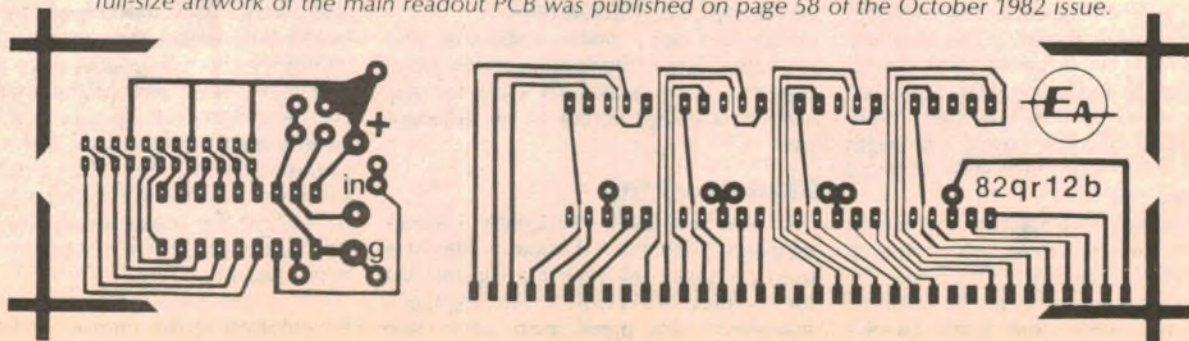 full-size artwork of the main readout PCB was published on page 58 of the October 1982 issue.
+
in
g
EA
82qr12b